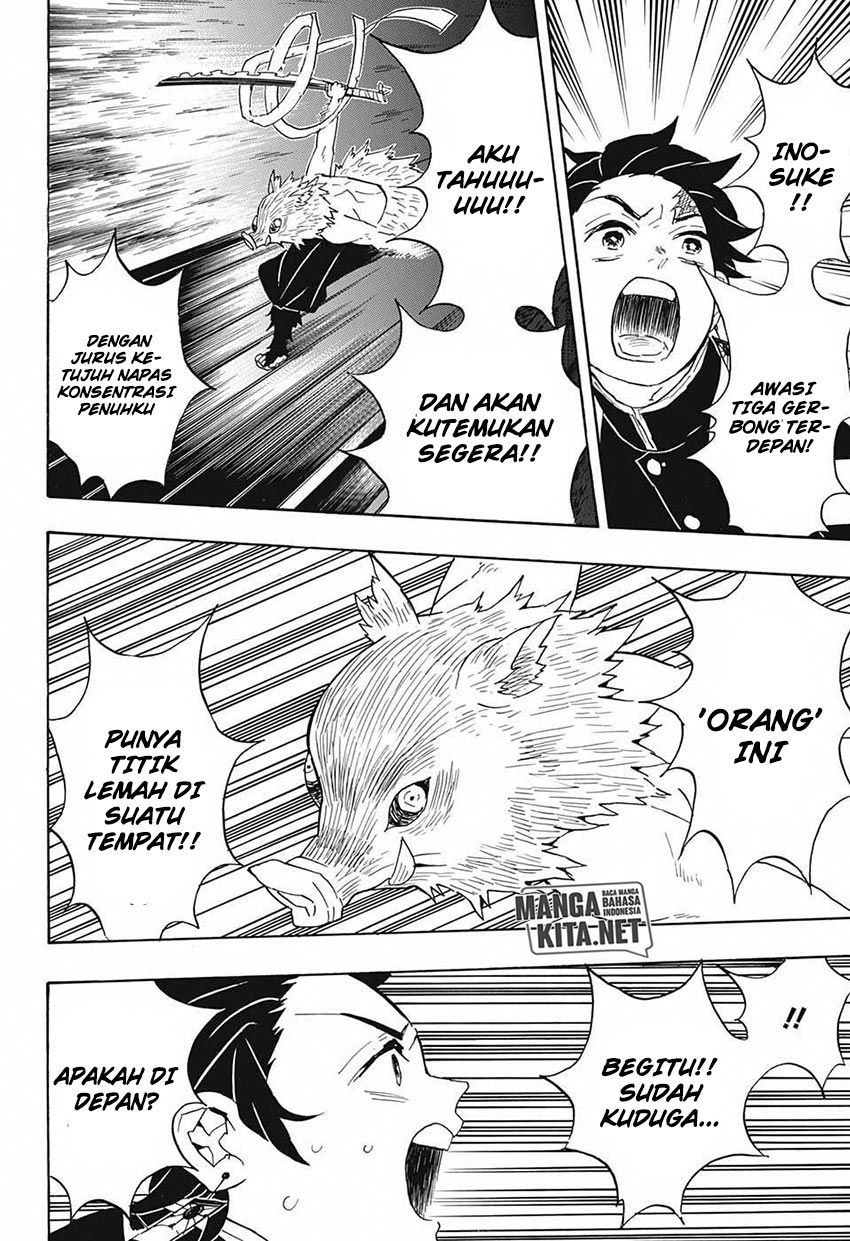 INO-
SUKE
!!
AWASI
TIGA GER-
BONG TER-
DEPAN!
AKU
TAHUUU-
UUU!!
DAN AKAN
KUTEMUKAN
SEGERA!!
DENGAN
JURUS KE-
TUJUH NAPAS
KONSENTRASI
PENUHKU
'ORANG'
INI
PUNYA
TITIK
LEMAH DI
SUATU
TEMPAT!!
MANGA
BACA MANGA
BAHASA
INDONESIA
KITA.NET
!!
BEGITU!!
SUDAH
KUDUGA...
APAKAH DI
DEPAN?